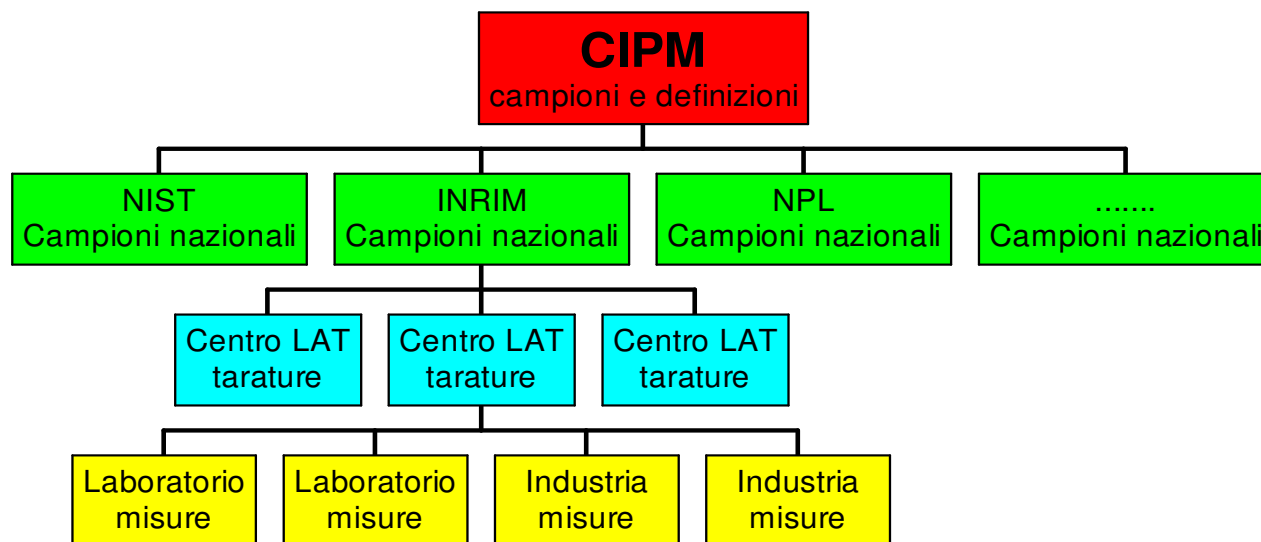 CIPM
campioni e definizioni
NIST
Campioni nazionali
INRIM
Campioni nazionali
NPL
Campioni nazionali
.......
Campioni nazionali
Centro LAT
tarature
Centro LAT
tarature
Centro LAT
tarature
Laboratorio
misure
Laboratorio
misure
Industria
misure
Industria
misure